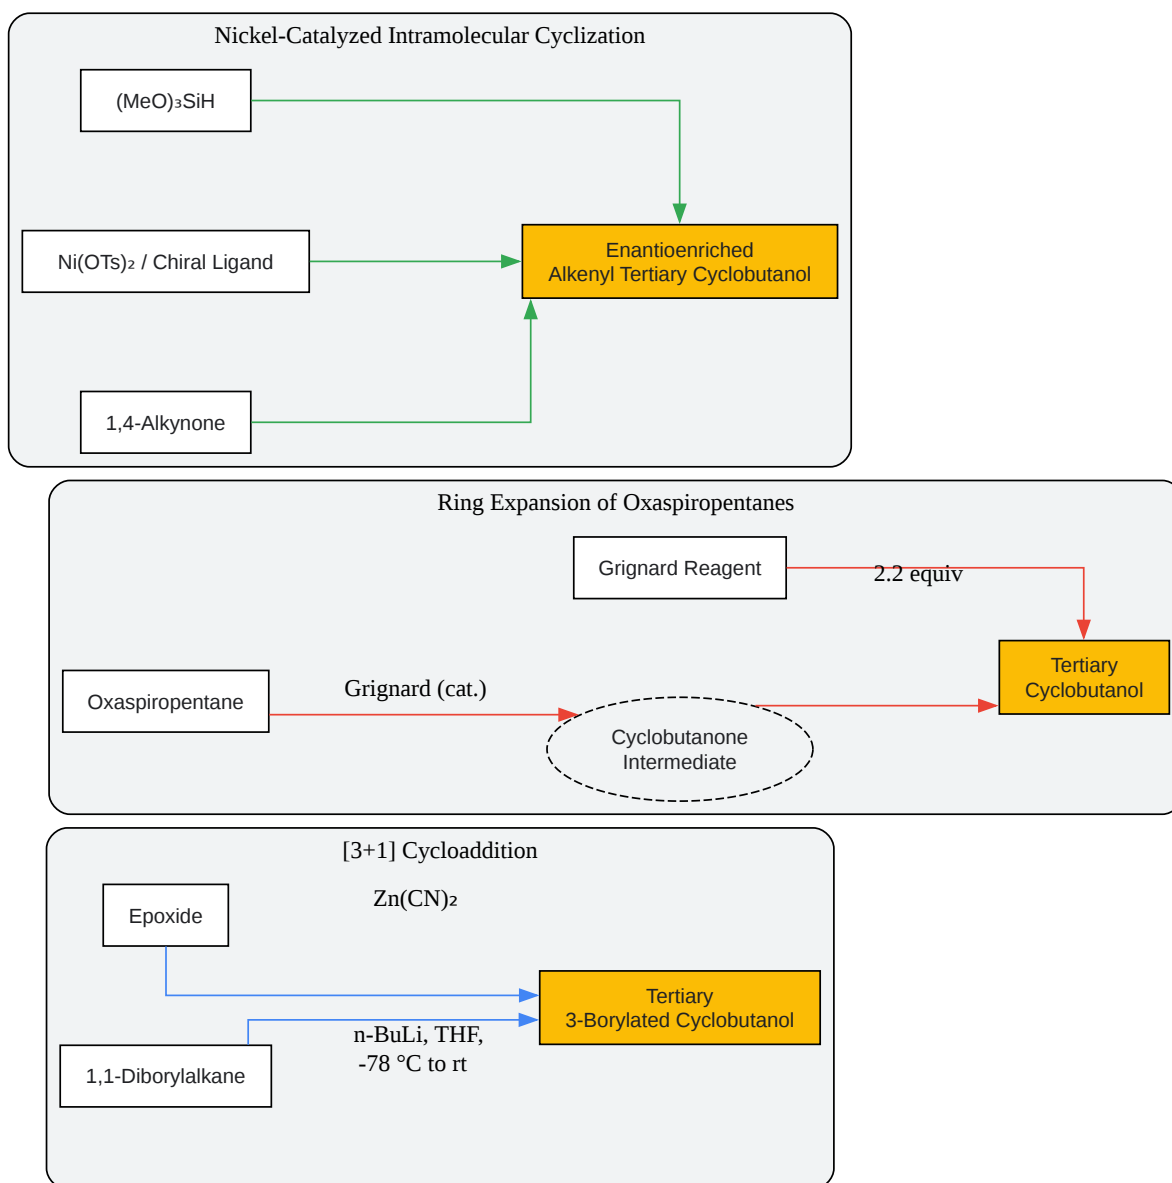 Nickel-Catalyzed Intramolecular Cyclization
(MeO)₃SiH
Ni(OTs)₂ / Chiral Ligand
Enantioenriched
Alkenyl Tertiary Cyclobutanol
1,4-Alkynone
Ring Expansion of Oxaspiropentanes
Grignard Reagent
2.2 equiv
Oxaspiropentane
Grignard (cat.)
Cyclobutanone
Intermediate
Tertiary
Cyclobutanol
[3+1] Cycloaddition
Zn(CN)₂
Epoxide
Tertiary
3-Borylated Cyclobutanol
n-BuLi, THF,
-78 °C to rt
1,1-Diborylalkane